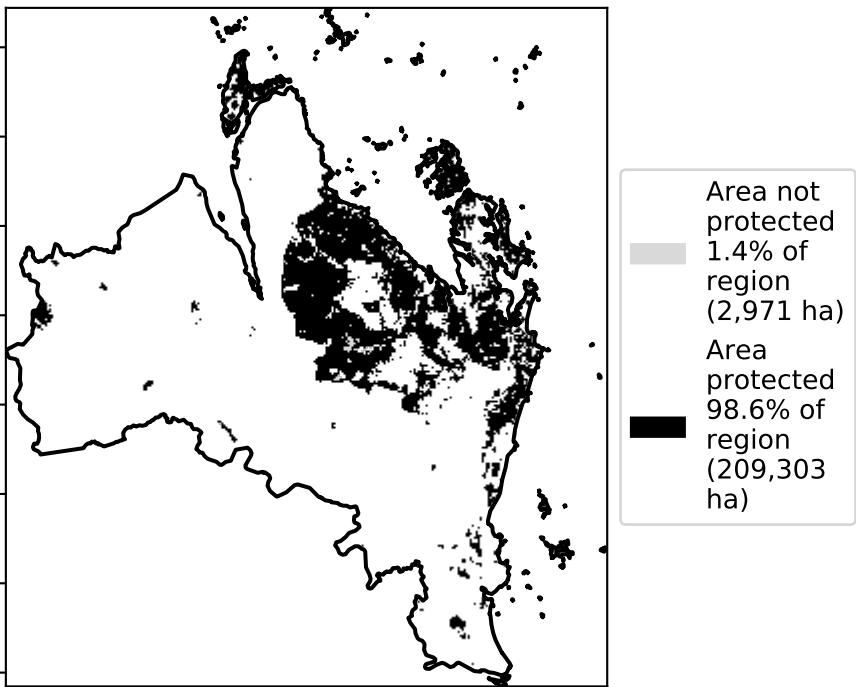 Area not
protected
1.4% of
region
(2,971 ha)
Area
protected
98.6% of
region
(209,303
ha)